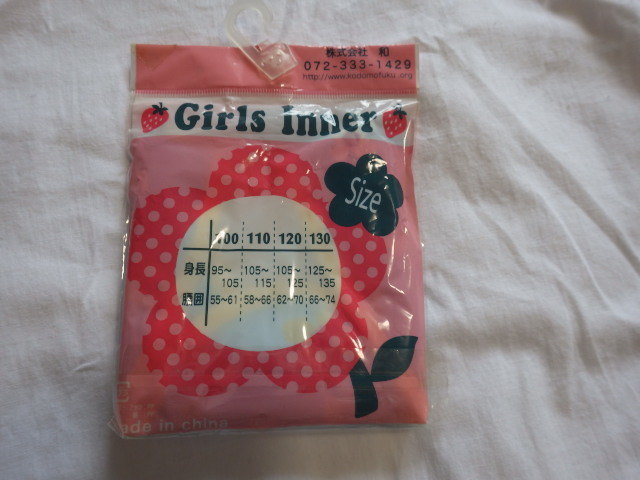 株式会社 和
072-333-1429
http://www.kodomofuku.org
Girls Inner
Size
100 110 120 130
身長 95~105 105~115 105~125 125~135
腰囲 55~61 58~66 62~70 66~74
Made in china